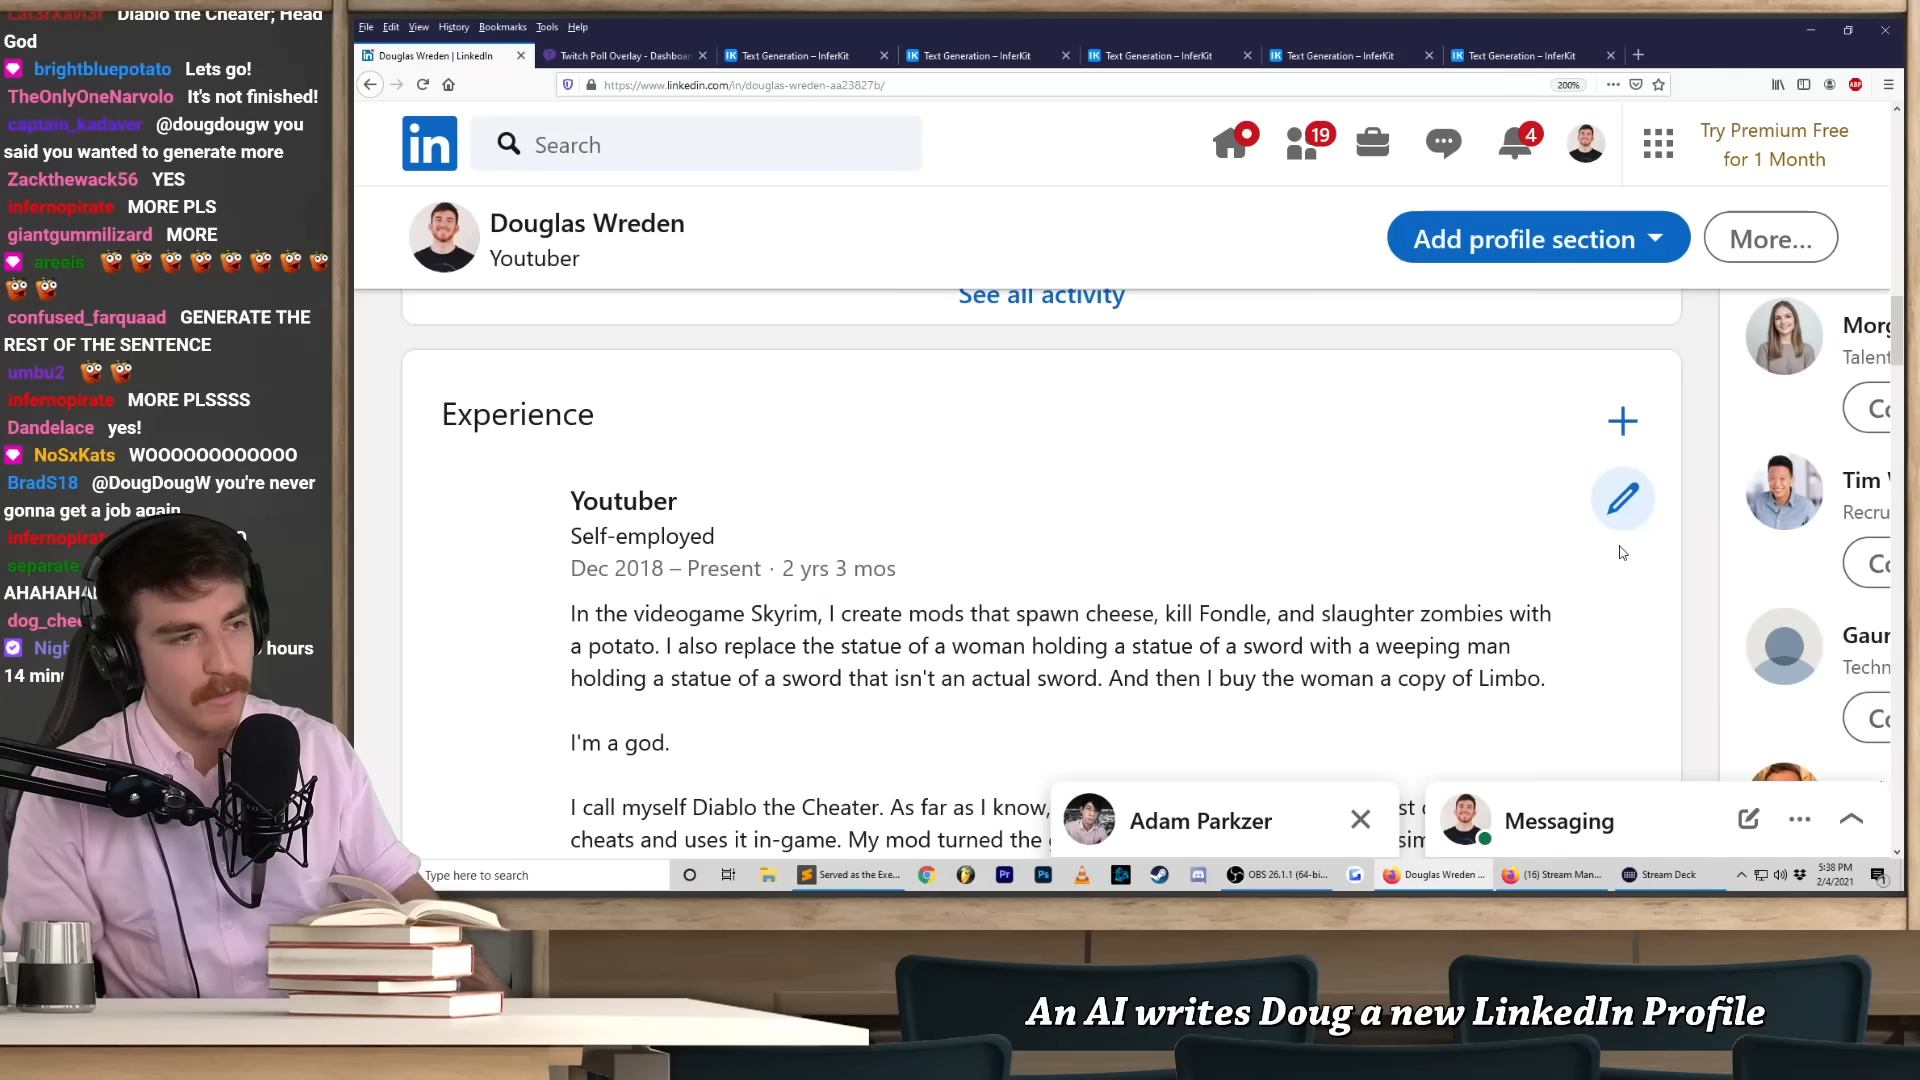 Diablo the Cheater; Head
God
brightbluepotato Lets go!
TheOnlyOneNarvolo It's not finished!
captain_kadaver @dougdougw you
said you wanted to generate more
Zackthewack56 YES
infernopirate MORE PLS
giantgummilizard MORE
areeis
confused_farquaad GENERATE THE
REST OF THE SENTENCE
umbu2
infernopirate MORE PLSSSS
Dandelace yes!
NoSxKats WOOOOOOOOOOOO
BradS18 @DougDougW you're never
gonna get a job again
separate
hours
File Edit View History Bookmarks Tools Help
Douglas Wreden | LinkedIn
Twitch Poll Overlay - Dashboar
Text Generation – InferKit
Text Generation – InferKit
Text Generation – InferKit
Text Generation – InferKit
Text Generation – InferKit
https://www.linkedin.com/in/douglas-wreden-aa23827b/
200%
ABP
in
Search
19
4
Try Premium Free
for 1 Month
Douglas Wreden
Youtuber
Add profile section
More...
See all activity
Experience
Youtuber
Self-employed
Dec 2018 – Present · 2 yrs 3 mos
In the videogame Skyrim, I create mods that spawn cheese, kill Fondle, and slaughter zombies with
a potato. I also replace the statue of a woman holding a statue of a sword with a weeping man
holding a statue of a sword that isn't an actual sword. And then I buy the woman a copy of Limbo.
I'm a god.
I call myself Diablo the Cheater. As far as I know,
cheats and uses it in-game. My mod turned the
Tim
Adam Parkzer
Messaging
Type here to search
Served as the Exe...
Pr
Ps
OBS 26.1.1 (64-bi...
Douglas Wreden ...
(16) Stream Man...
Stream Deck
5:38 PM
2/4/2021
An AI writes Doug a new LinkedIn Profile